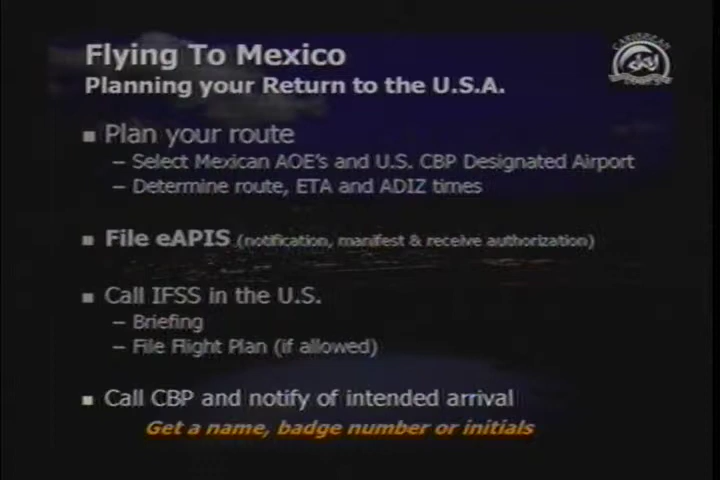 Flying To Mexico
CARIBBEAN
sky
Planning your Return to the U.S.A.
■ Plan your route
– Select Mexican AOE's and U.S. CBP Designated Airport
– Determine route, ETA and ADIZ times
■ File eAPIS (notification, manifest & receive authorization)
■ Call IFSS in the U.S.
– Briefing
– File Flight Plan (if allowed)
■ Call CBP and notify of intended arrival
Get a name, badge number or initials